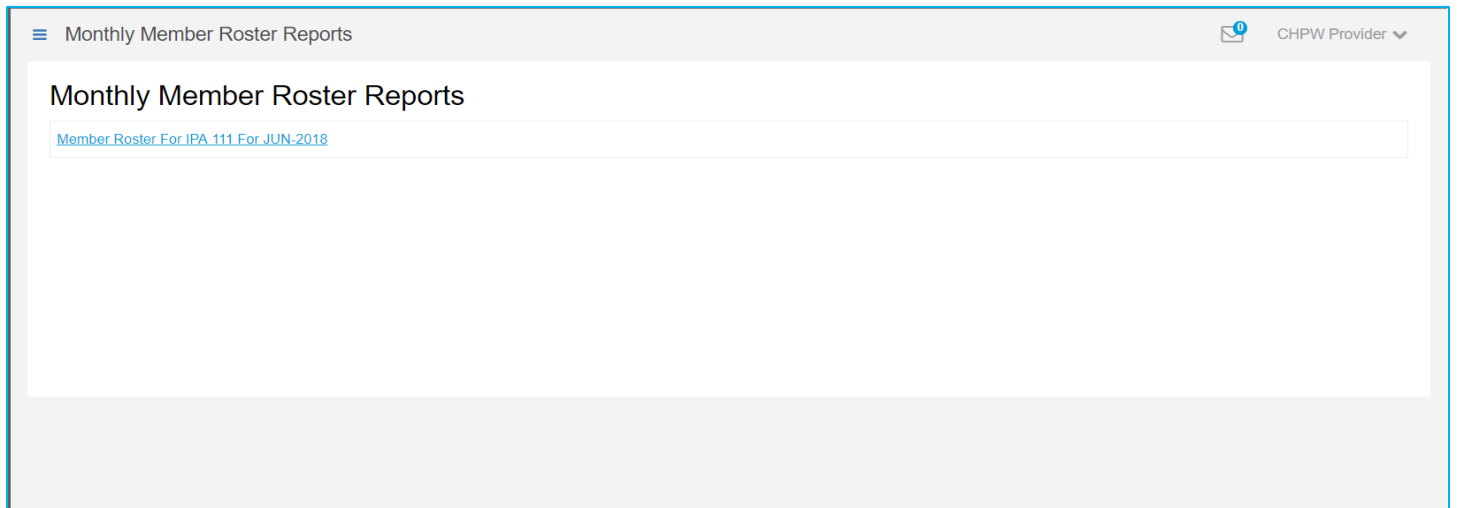 Monthly Member Roster Reports
0
CHPW Provider
Monthly Member Roster Reports
Member Roster For IPA 111 For JUN-2018